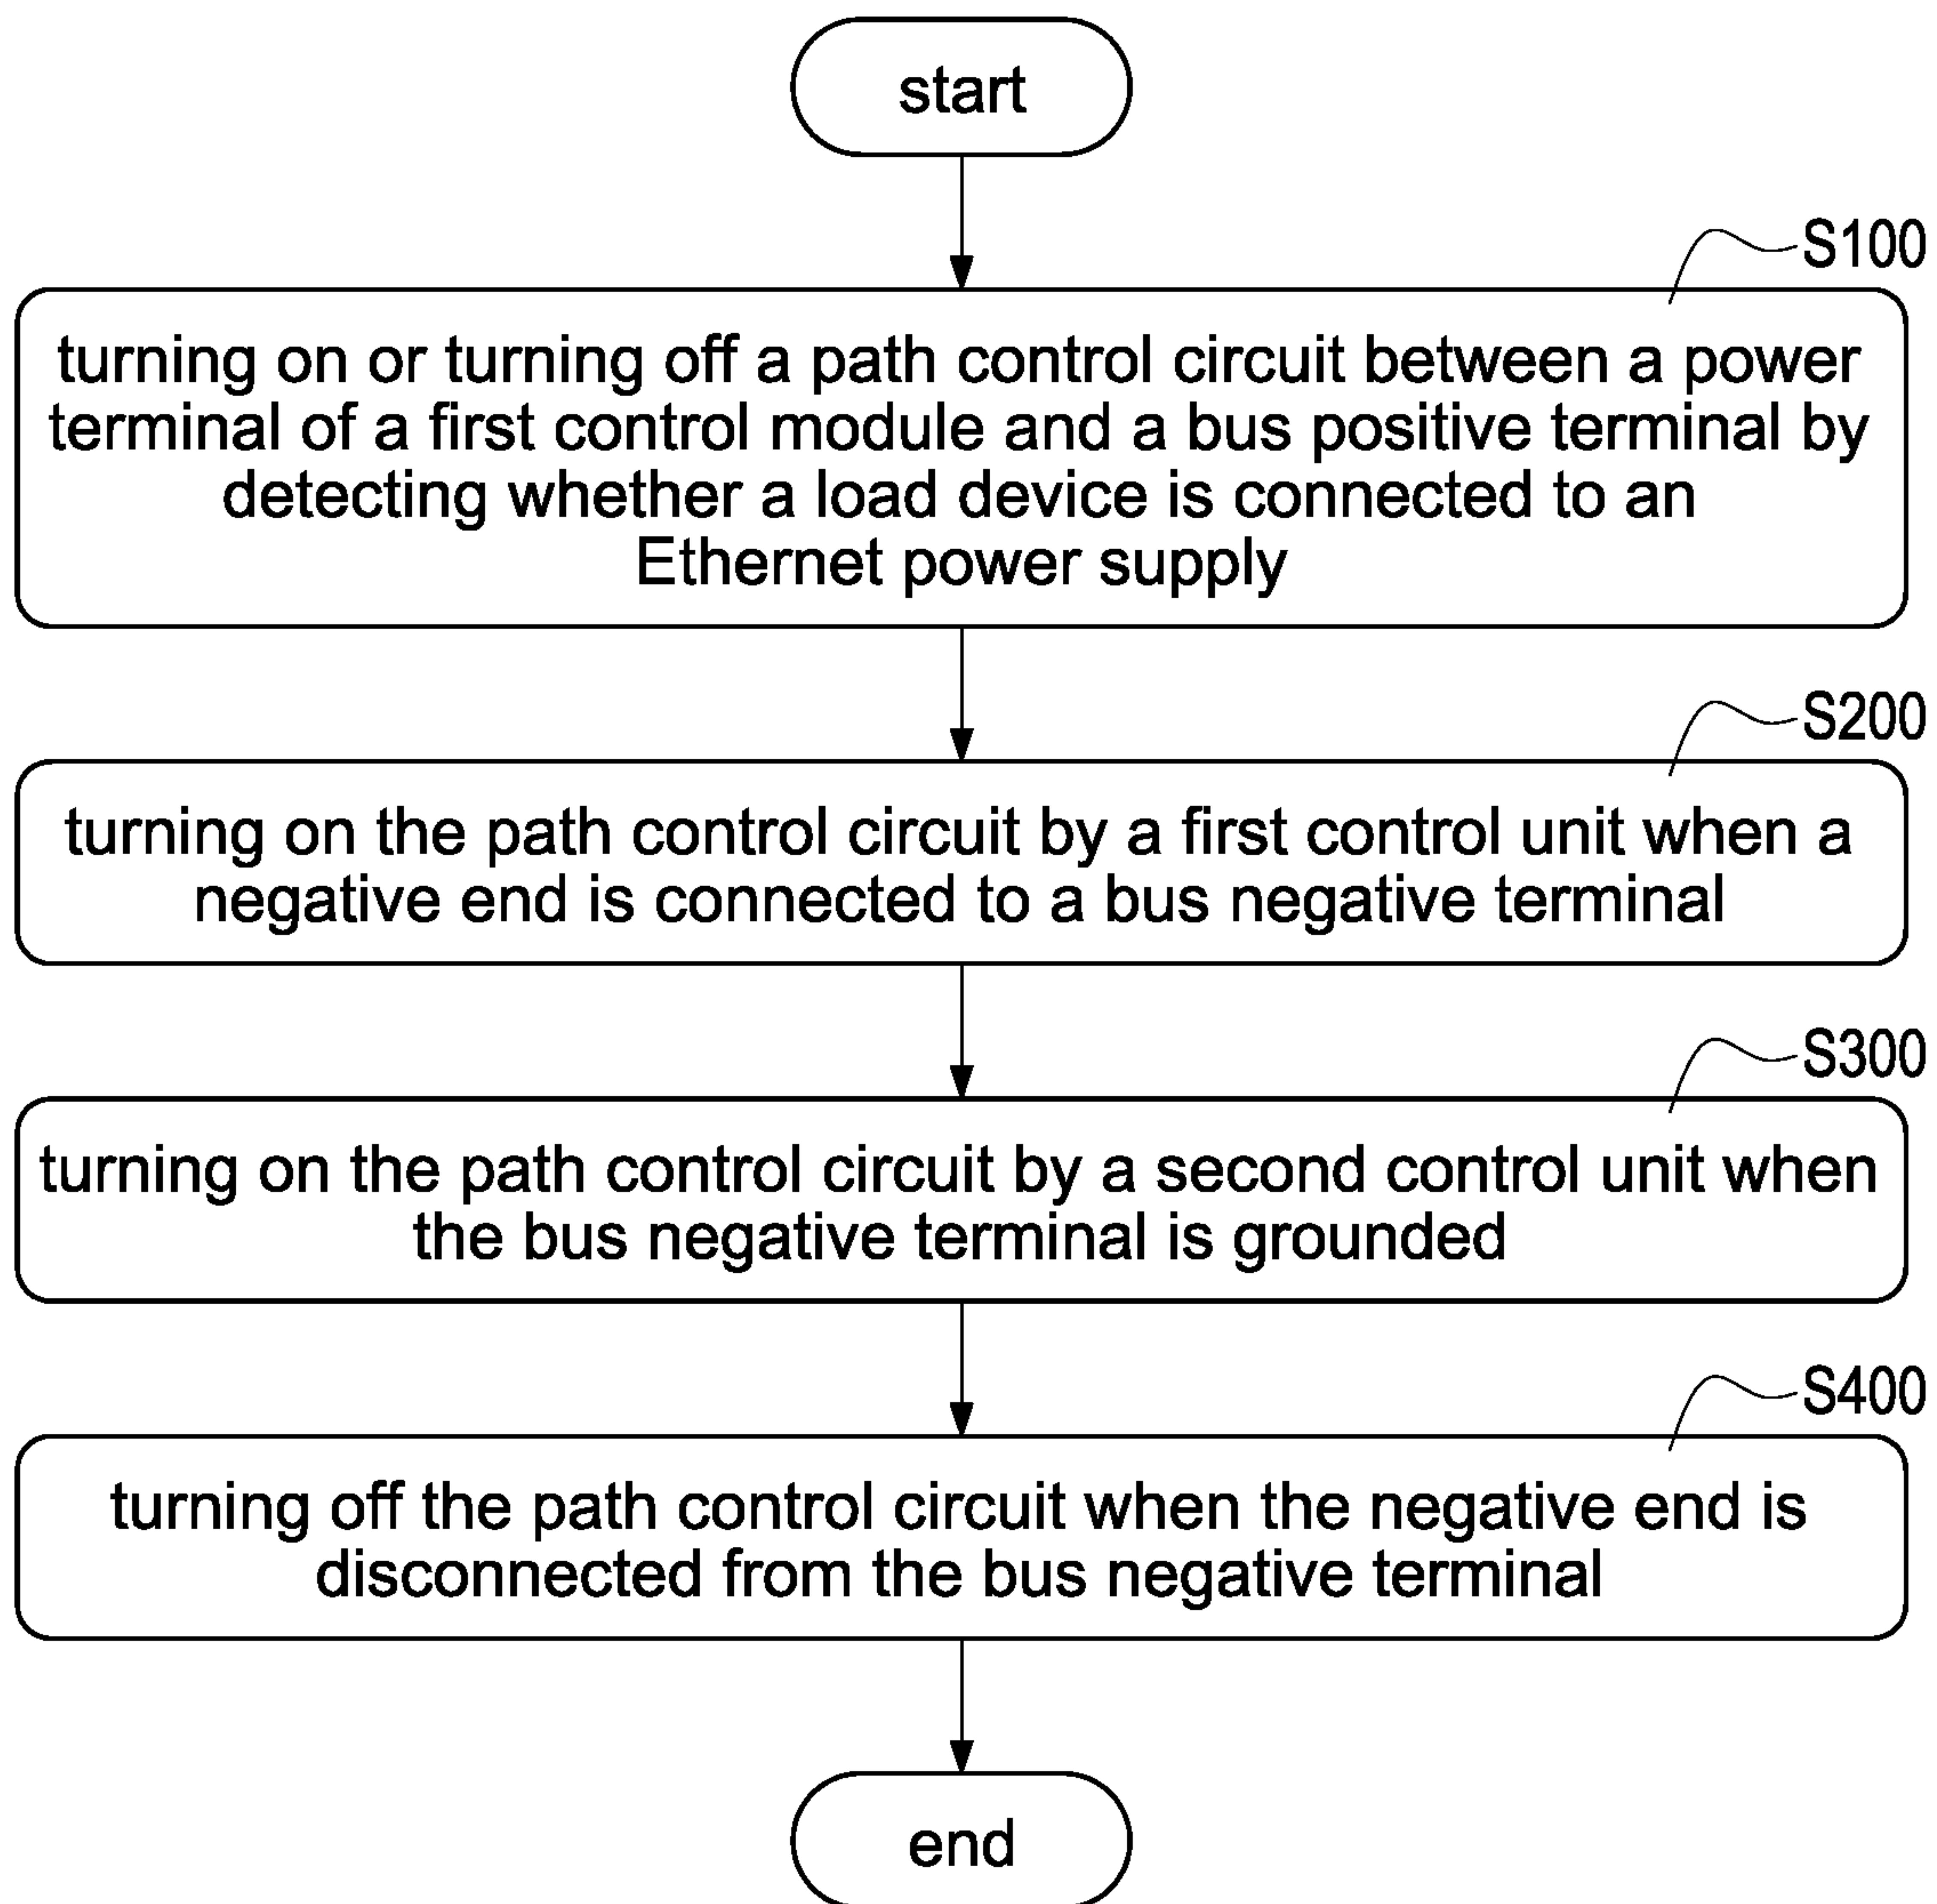 start
S100
turning on or turning off a path control circuit between a power
terminal of a first control module and a bus positive terminal by
detecting whether a load device is connected to an
Ethernet power supply
S200
turning on the path control circuit by a first control unit when a
negative end is connected to a bus negative terminal
S300
turning on the path control circuit by a second control unit when
the bus negative terminal is grounded
S400
turning off the path control circuit when the negative end is
disconnected from the bus negative terminal
end